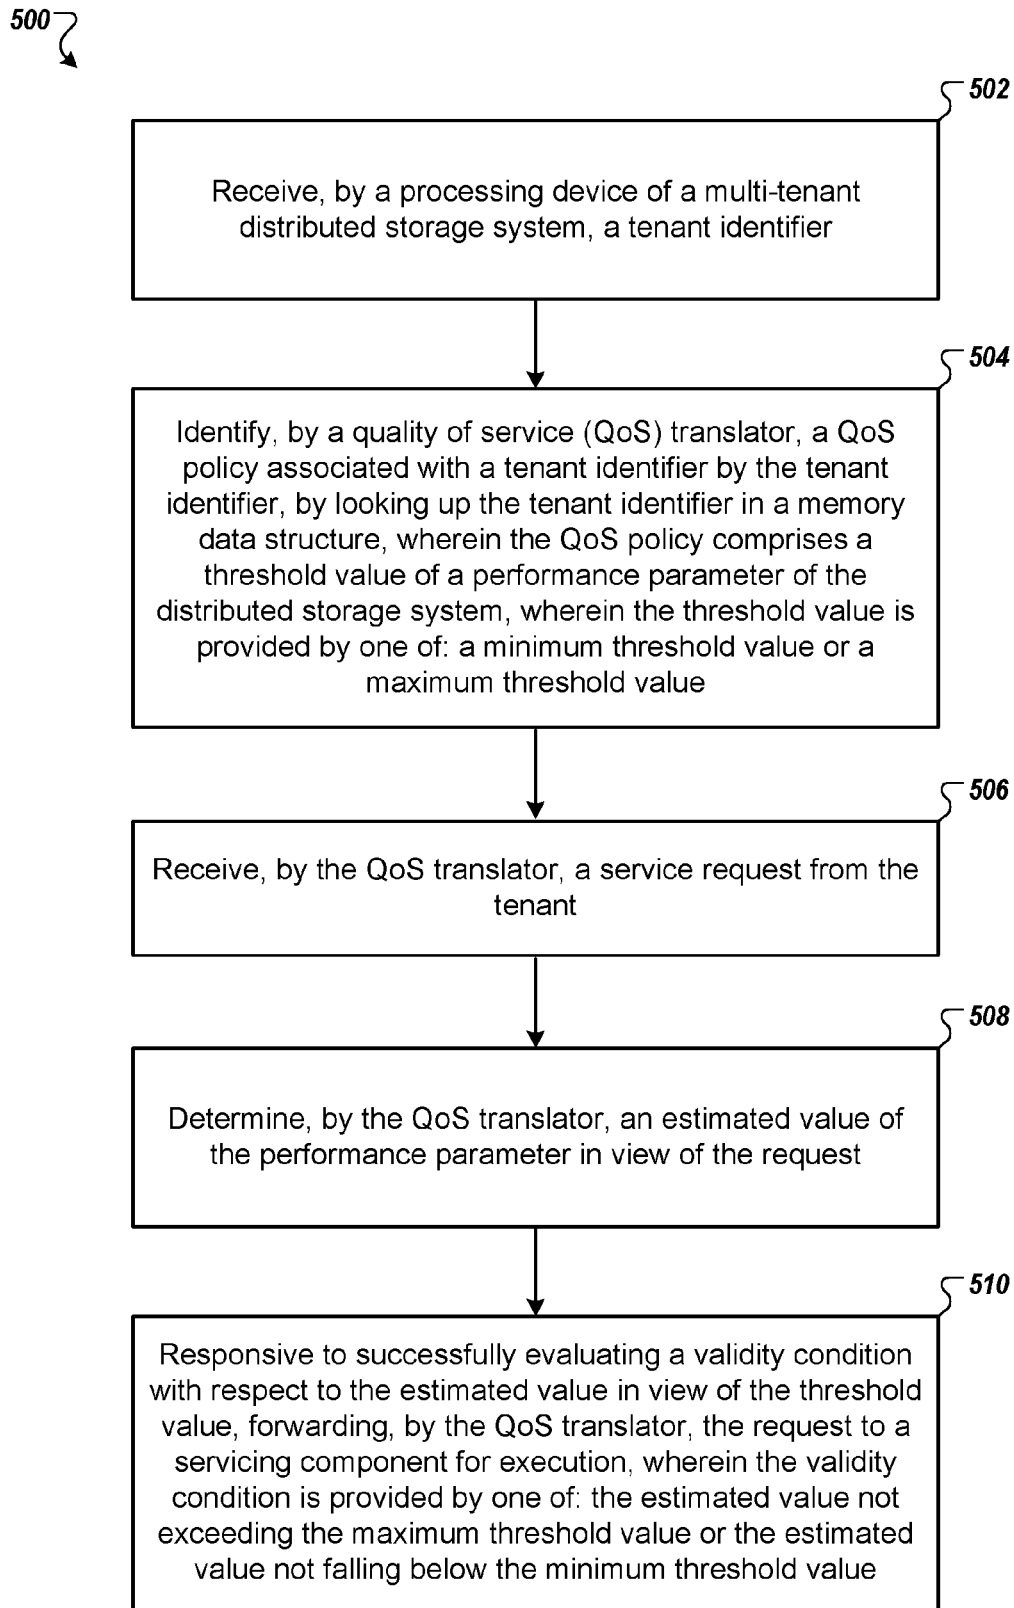 500
502
Receive, by a processing device of a multi-tenant
distributed storage system, a tenant identifier
504
Identify, by a quality of service (QoS) translator, a QoS
policy associated with a tenant identifier by the tenant
identifier, by looking up the tenant identifier in a memory
data structure, wherein the QoS policy comprises a
threshold value of a performance parameter of the
distributed storage system, wherein the threshold value is
provided by one of: a minimum threshold value or a
maximum threshold value
506
Receive, by the QoS translator, a service request from the
tenant
508
Determine, by the QoS translator, an estimated value of
the performance parameter in view of the request
510
Responsive to successfully evaluating a validity condition
with respect to the estimated value in view of the threshold
value, forwarding, by the QoS translator, the request to a
servicing component for execution, wherein the validity
condition is provided by one of: the estimated value not
exceeding the maximum threshold value or the estimated
value not falling below the minimum threshold value